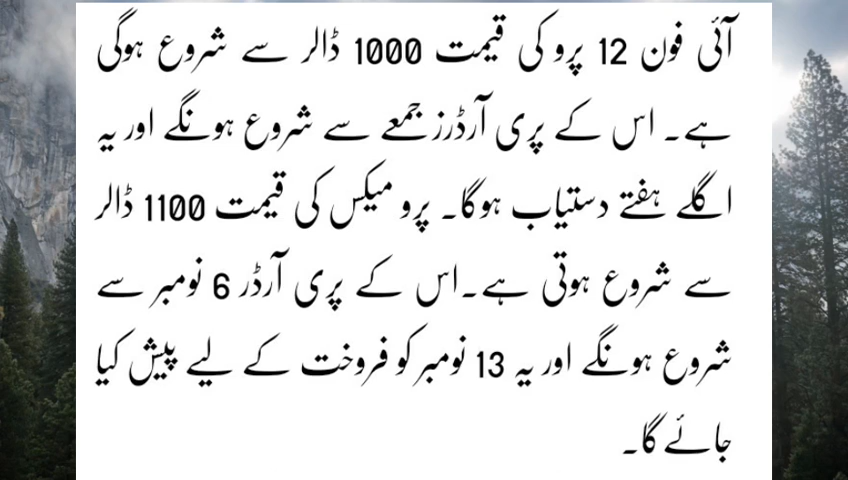 آئی فون 12 پرو کی قیمت 1000 ڈالر سے شروع ہوگی
ہے۔ اس کے پری آرڈرز جمعے سے شروع ہونگے اور یہ
اگلے ہفتے دستیاب ہوگا۔ پرو میکس کی قیمت 1100 ڈالر
سے شروع ہوتی ہے۔اس کے پری آرڈر 6 نومبر سے
شروع ہونگے اور یہ 13 نومبر کو فروخت کے لیے پیش کیا
جائے گا۔